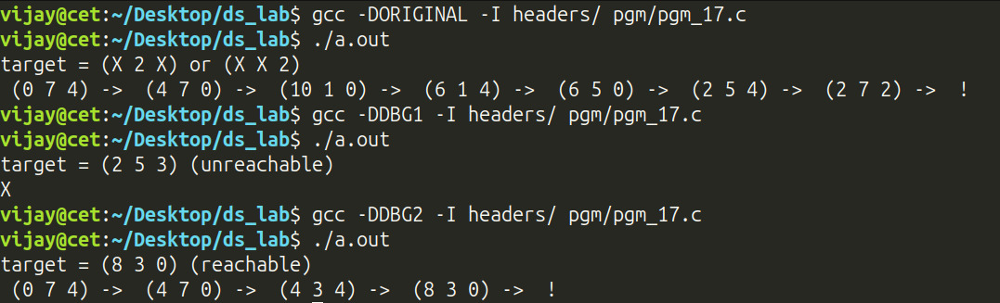 vijay@cet:~/Desktop/ds_lab$ gcc -DORIGINAL -I headers/ pgm/pgm_17.c
vijay@cet:~/Desktop/ds_lab$ ./a.out
target = (X 2 X) or (X X 2)
 (0 7 4) ->  (4 7 0) ->  (10 1 0) ->  (6 1 4) ->  (6 5 0) ->  (2 5 4) ->  (2 7 2) ->  !
vijay@cet:~/Desktop/ds_lab$ gcc -DDBG1 -I headers/ pgm/pgm_17.c
vijay@cet:~/Desktop/ds_lab$ ./a.out
target = (2 5 3) (unreachable)
X
vijay@cet:~/Desktop/ds_lab$ gcc -DDBG2 -I headers/ pgm/pgm_17.c
vijay@cet:~/Desktop/ds_lab$ ./a.out
target = (8 3 0) (reachable)
 (0 7 4) ->  (4 7 0) ->  (4 3 4) ->  (8 3 0) ->  !